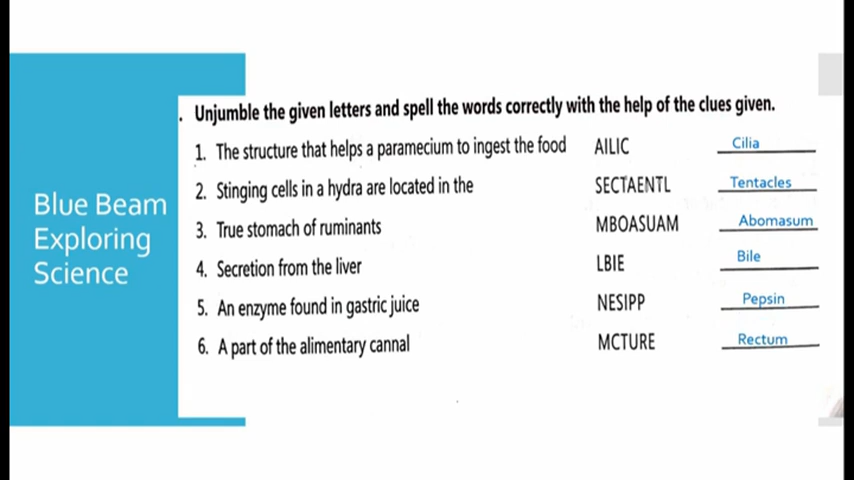 Blue Beam
Exploring
Science
. Unjumble the given letters and spell the words correctly with the help of the clues given.
1. The structure that helps a paramecium to ingest the food AILIC Cilia
2. Stinging cells in a hydra are located in the SECTAENTL Tentacles
3. True stomach of ruminants MBOASUAM Abomasum
4. Secretion from the liver LBIE Bile
5. An enzyme found in gastric juice NESIPP Pepsin
6. A part of the alimentary cannal MCTURE Rectum